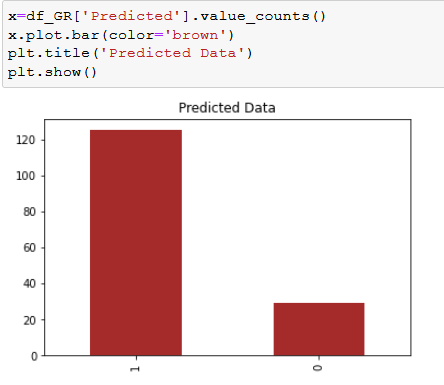 x=df_GR['Predicted'].value_counts()
x.plot.bar(color='brown')
plt.title('Predicted Data')
plt.show()
Predicted Data
120
100
80
60
40
20
0
1
0